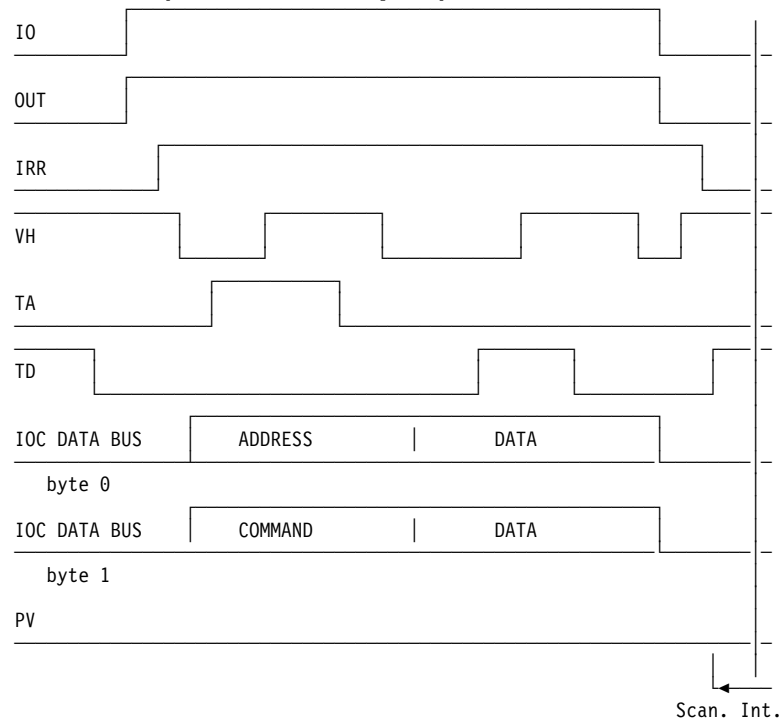 IO
OUT
IRR
VH
TA
TD
IOC DATA BUS ADDRESS DATA
byte 0
IOC DATA BUS COMMAND DATA
byte 1
PV
Scan. Int.